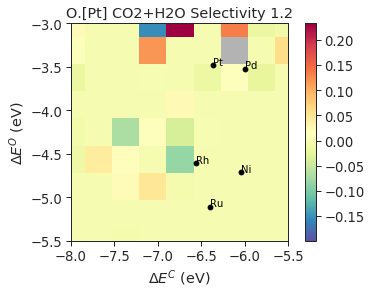 O.[Pt] CO2+H2O Selectivity 1.2
−3.0
−3.5
−4.0
−4.5
−5.0
−5.5
ΔE^O (eV)
Pt
Pd
Rh
Ni
Ru
−8.0 −7.5 −7.0 −6.5 −6.0 −5.5
ΔE^C (eV)
0.20
0.15
0.10
0.05
0.00
−0.05
−0.10
−0.15